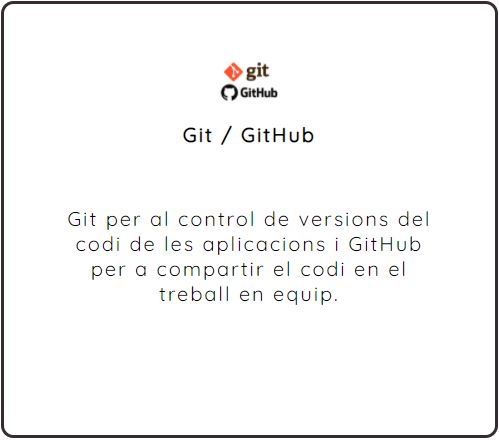 git
GitHub
Git / GitHub
Git per al control de versions del
codi de les aplicacions i GitHub
per a compartir el codi en el
treball en equip.